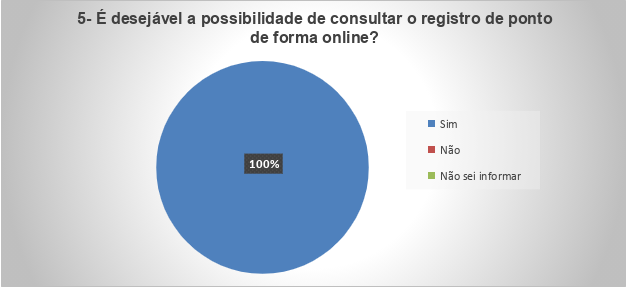 5- É desejável a possibilidade de consultar o registro de ponto
de forma online?
100%
Sim
Não
Não sei informar